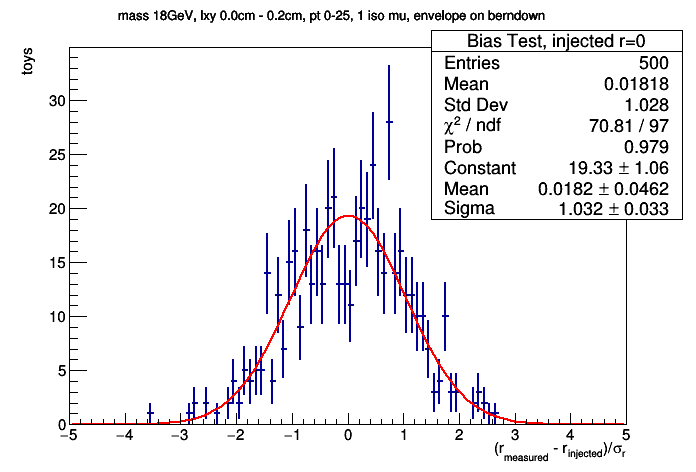 mass 18GeV, lxy 0.0cm - 0.2cm, pt 0-25, 1 iso mu, envelope on berndown
Bias Test, injected r=0
Entries 500
Mean 0.01818
Std Dev 1.028
χ² / ndf 70.81 / 97
Prob 0.979
Constant 19.33 ± 1.06
Mean 0.0182 ± 0.0462
Sigma 1.032 ± 0.033
toys
30
25
20
15
10
5
0
−5 −4 −3 −2 −1 0 1 2 3 4 5
(r_measured - r_injected)/σ_r